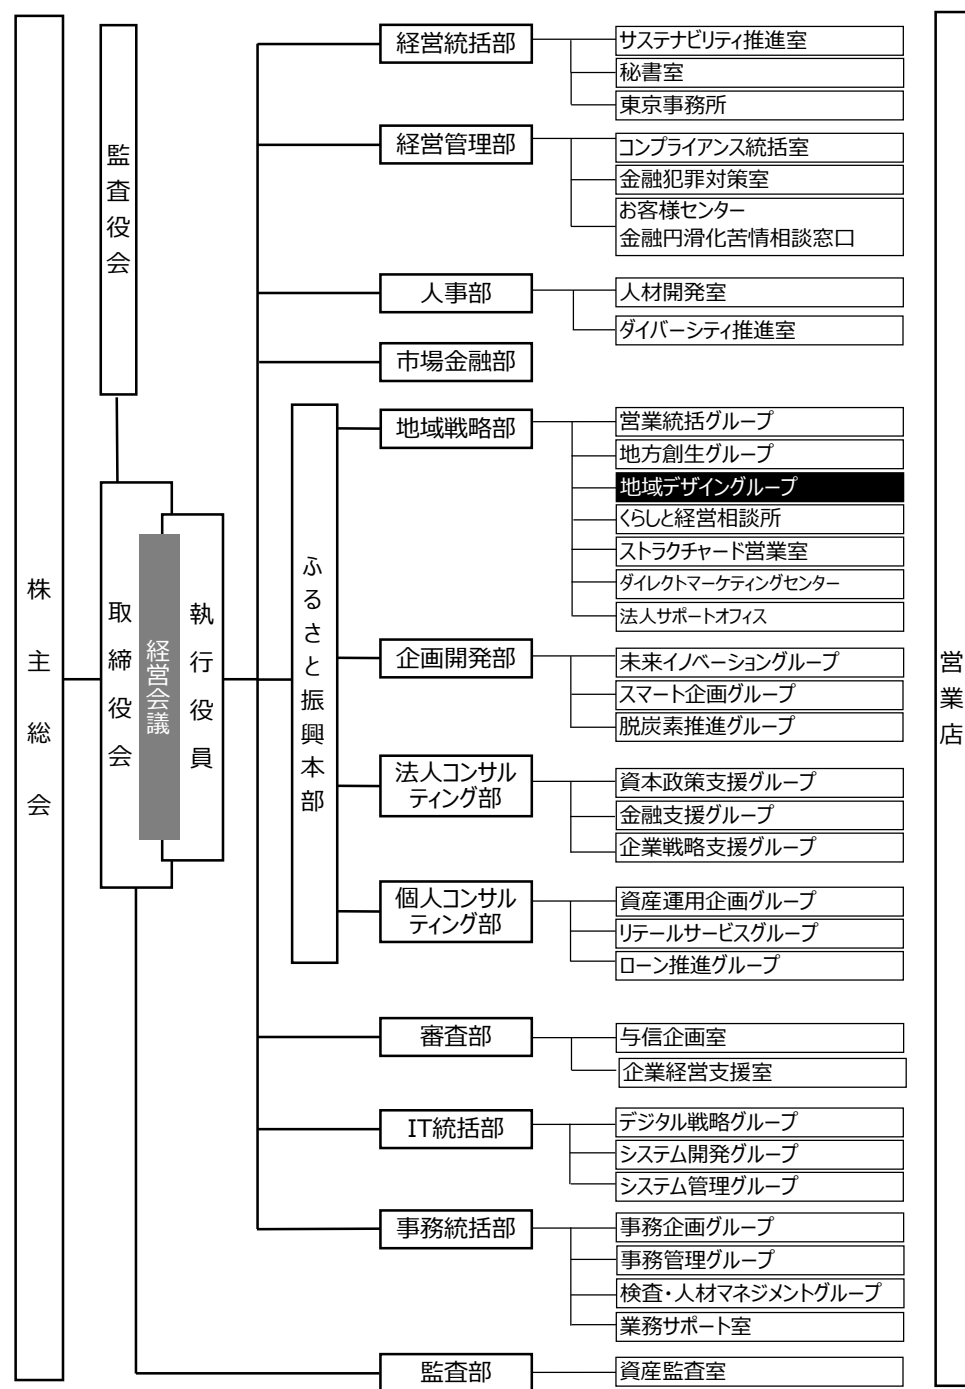 株主総会
監査役会
取締役会
経営会議
執行役員
経営統括部
サステナビリティ推進室
秘書室
東京事務所
経営管理部
コンプライアンス統括室
金融犯罪対策室
お客様センター
金融円滑化苦情相談窓口
人事部
人材開発室
ダイバーシティ推進室
市場金融部
ふるさと振興本部
地域戦略部
営業統括グループ
地方創生グループ
地域デザイングループ
くらしと経営相談所
ストラクチャード営業室
ダイレクトマーケティングセンター
法人サポートオフィス
企画開発部
未来イノベーショングループ
スマート企画グループ
脱炭素推進グループ
法人コンサル
ティング部
資本政策支援グループ
金融支援グループ
企業戦略支援グループ
個人コンサル
ティング部
資産運用企画グループ
リテールサービスグループ
ローン推進グループ
審査部
与信企画室
企業経営支援室
IT統括部
デジタル戦略グループ
システム開発グループ
システム管理グループ
事務統括部
事務企画グループ
事務管理グループ
検査・人材マネジメントグループ
業務サポート室
監査部
資産監査室
営業店